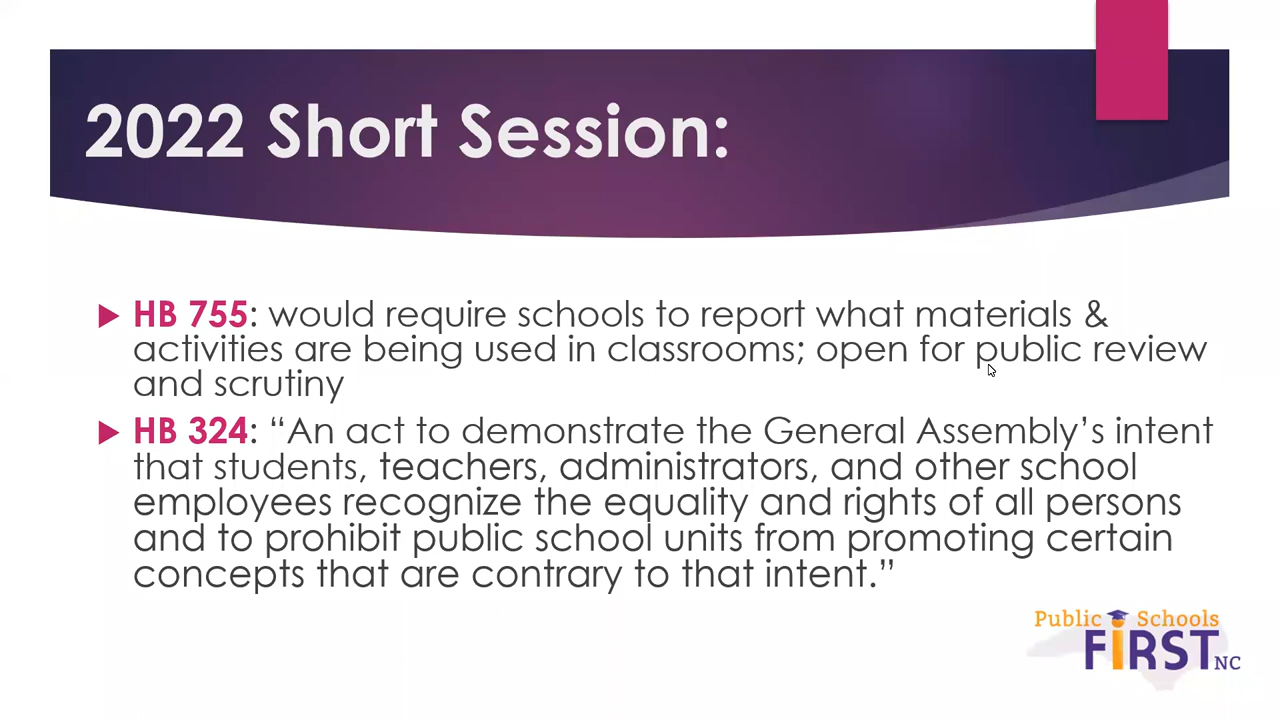 2022 Short Session:
HB 755: would require schools to report what materials &
activities are being used in classrooms; open for public review
and scrutiny
HB 324: “An act to demonstrate the General Assembly’s intent
that students, teachers, administrators, and other school
employees recognize the equality and rights of all persons
and to prohibit public school units from promoting certain
concepts that are contrary to that intent.”
Public Schools
FiRST NC